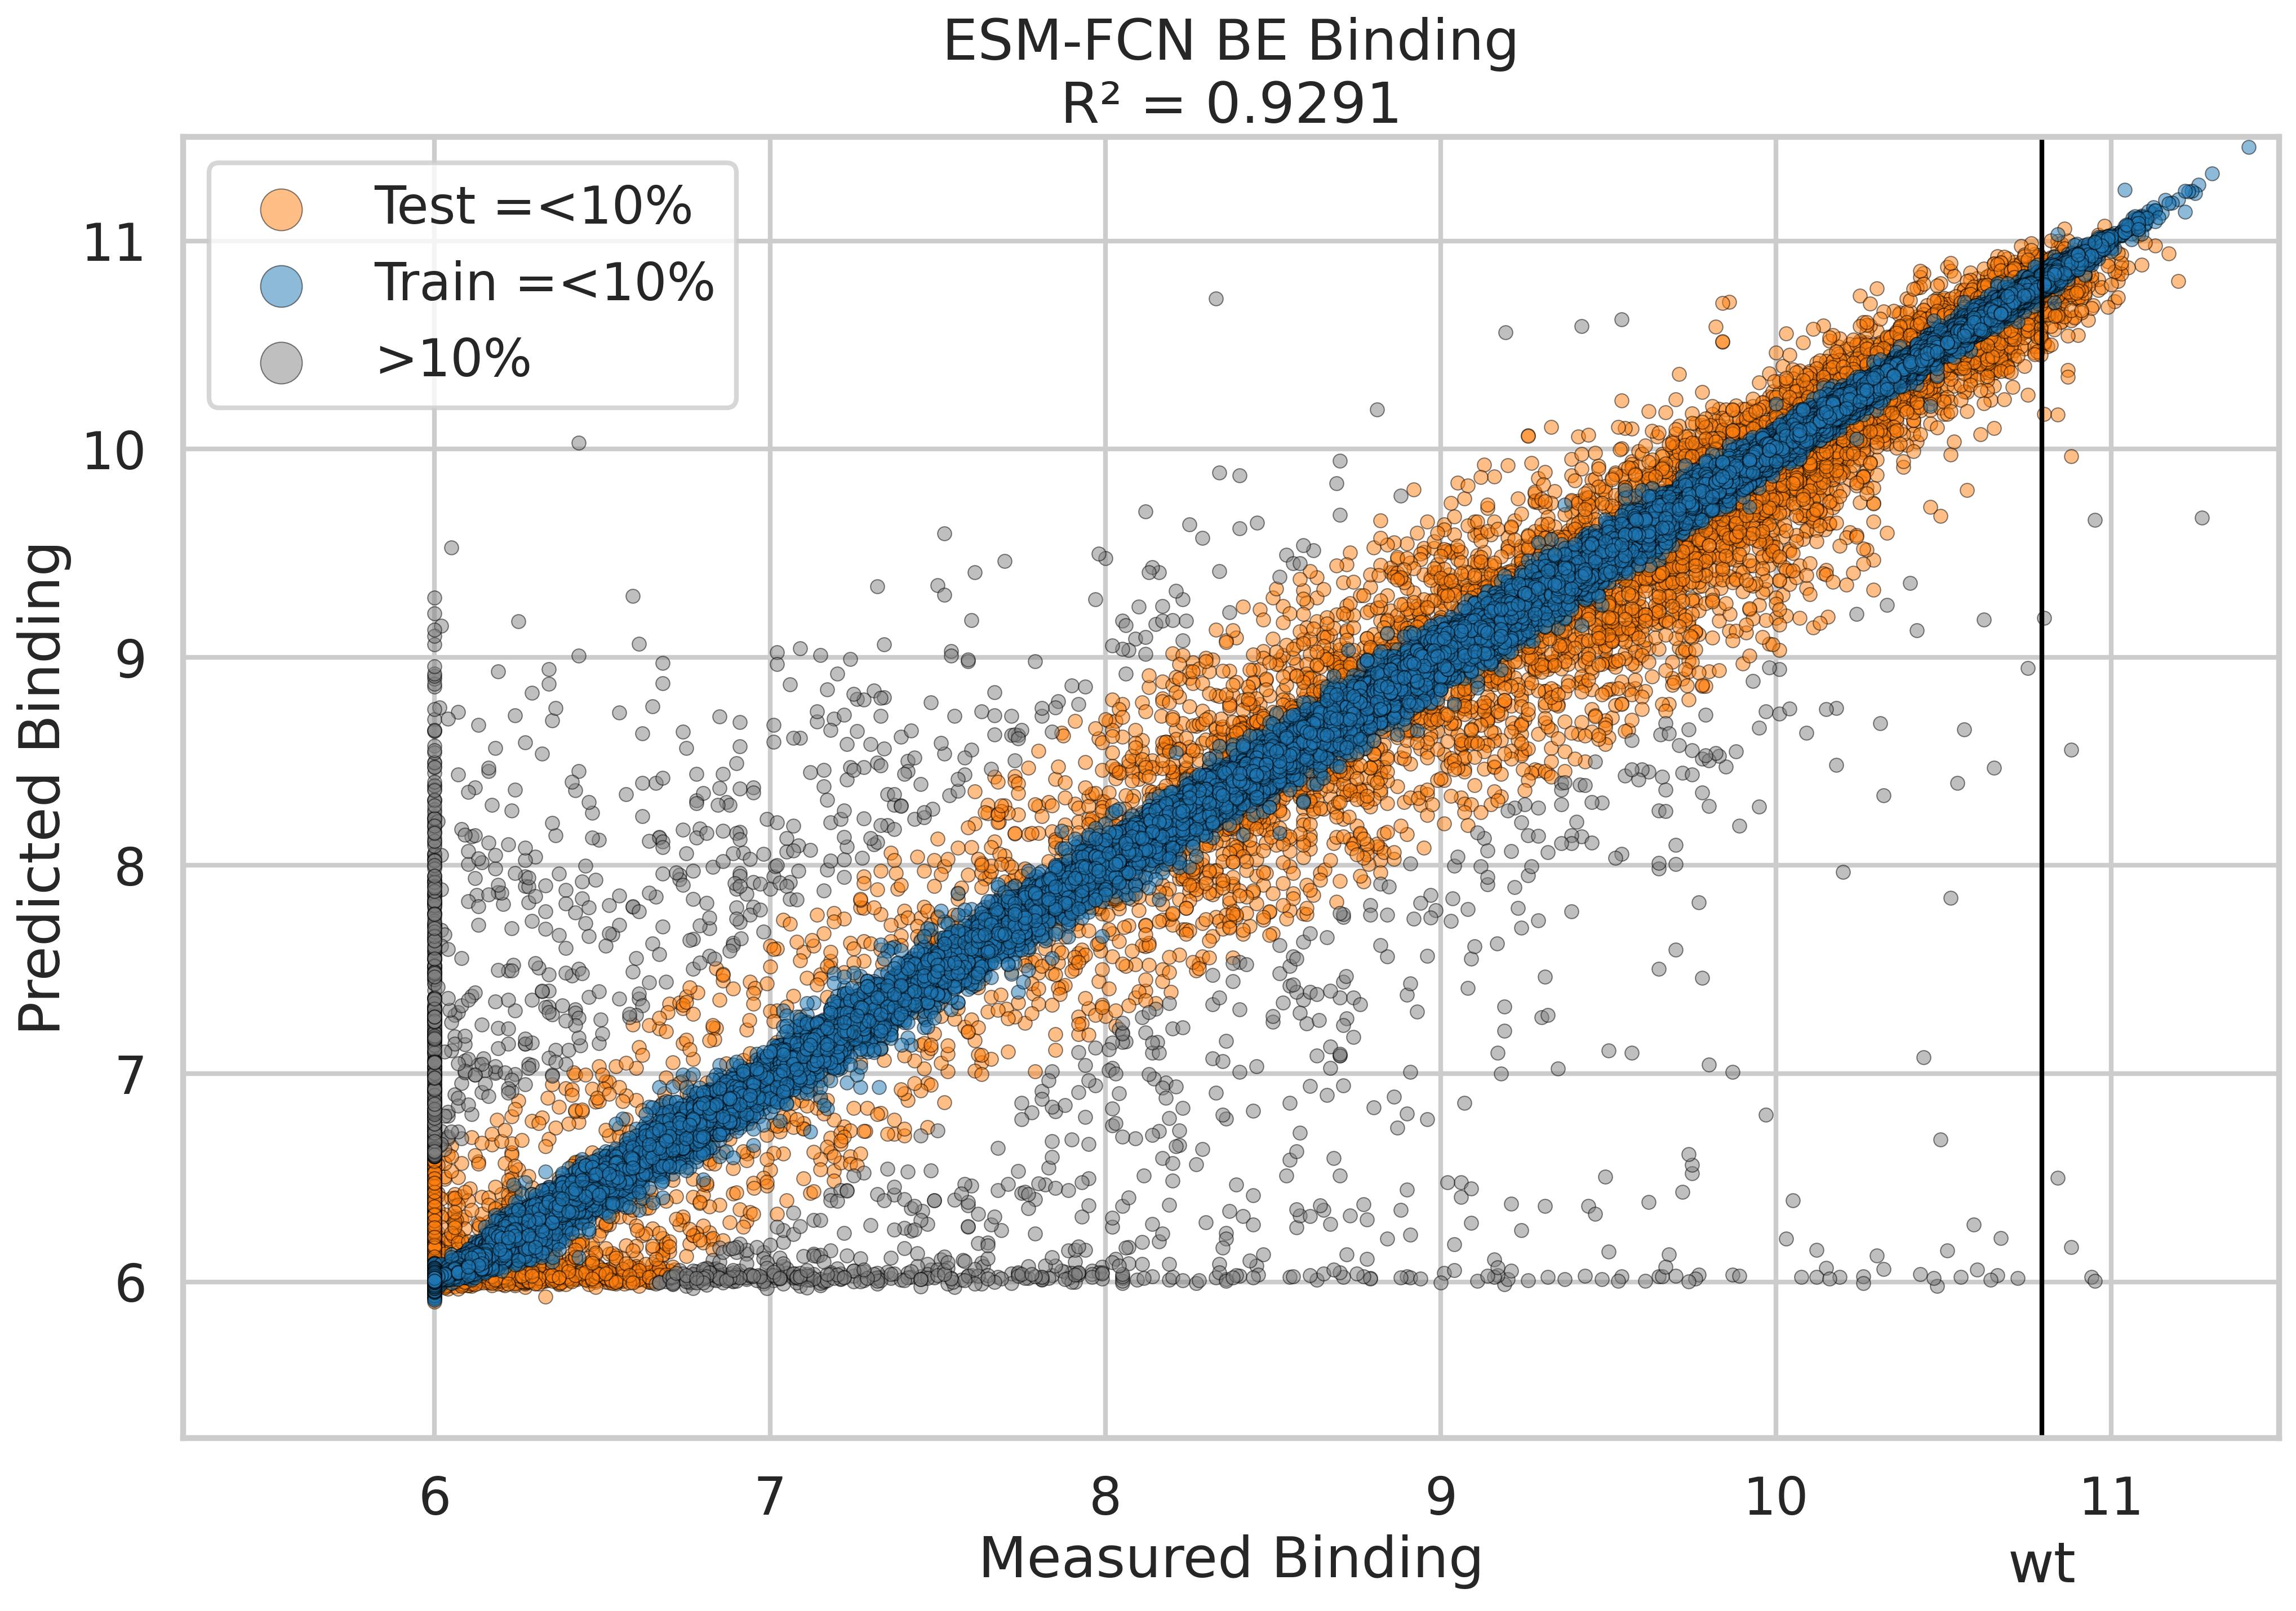 ESM-FCN BE Binding
R² = 0.9291
Test =<10%
Train =<10%
>10%
Predicted Binding
11
10
9
8
7
6
6 7 8 9 10 11
Measured Binding
wt